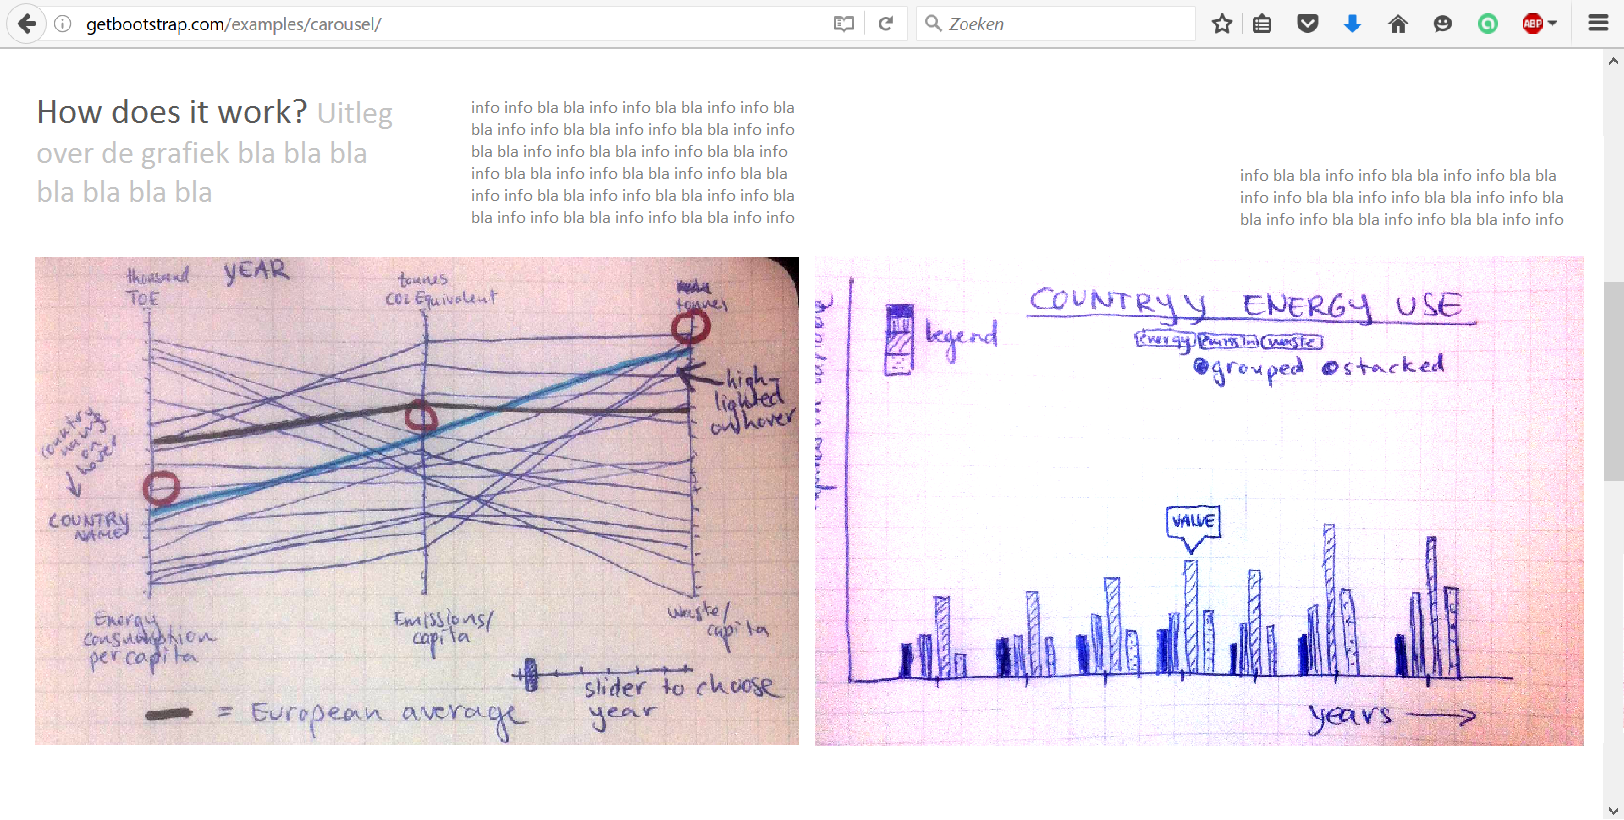 getbootstrap.com/examples/carousel/
Zoeken
ABP
How does it work? Uitleg
over de grafiek bla bla bla
bla bla bla bla
info info bla bla info info bla bla info info bla
bla info info bla bla info info bla bla info info
bla bla info info bla bla info info bla bla info
info bla bla info info bla bla info info bla bla
info info bla bla info info bla bla info info bla
bla info info bla bla info info bla bla info info
info bla bla info info bla bla info info bla bla
info info bla bla info info bla bla info info bla
bla info info bla bla info info bla bla info info
YEAR
thousand
TOE
tonnes
CO2 Equivalent
tonnes
high-
lighted
on hover
country
name
on
hover
COUNTRY
NAME
Energy
consumption
per capita
Emissions/
capita
Waste/
capita
slider to choose
year
= European average
COUNTRYY ENERGY USE
legend
energy emissin waste
grouped stacked
VALUE
years